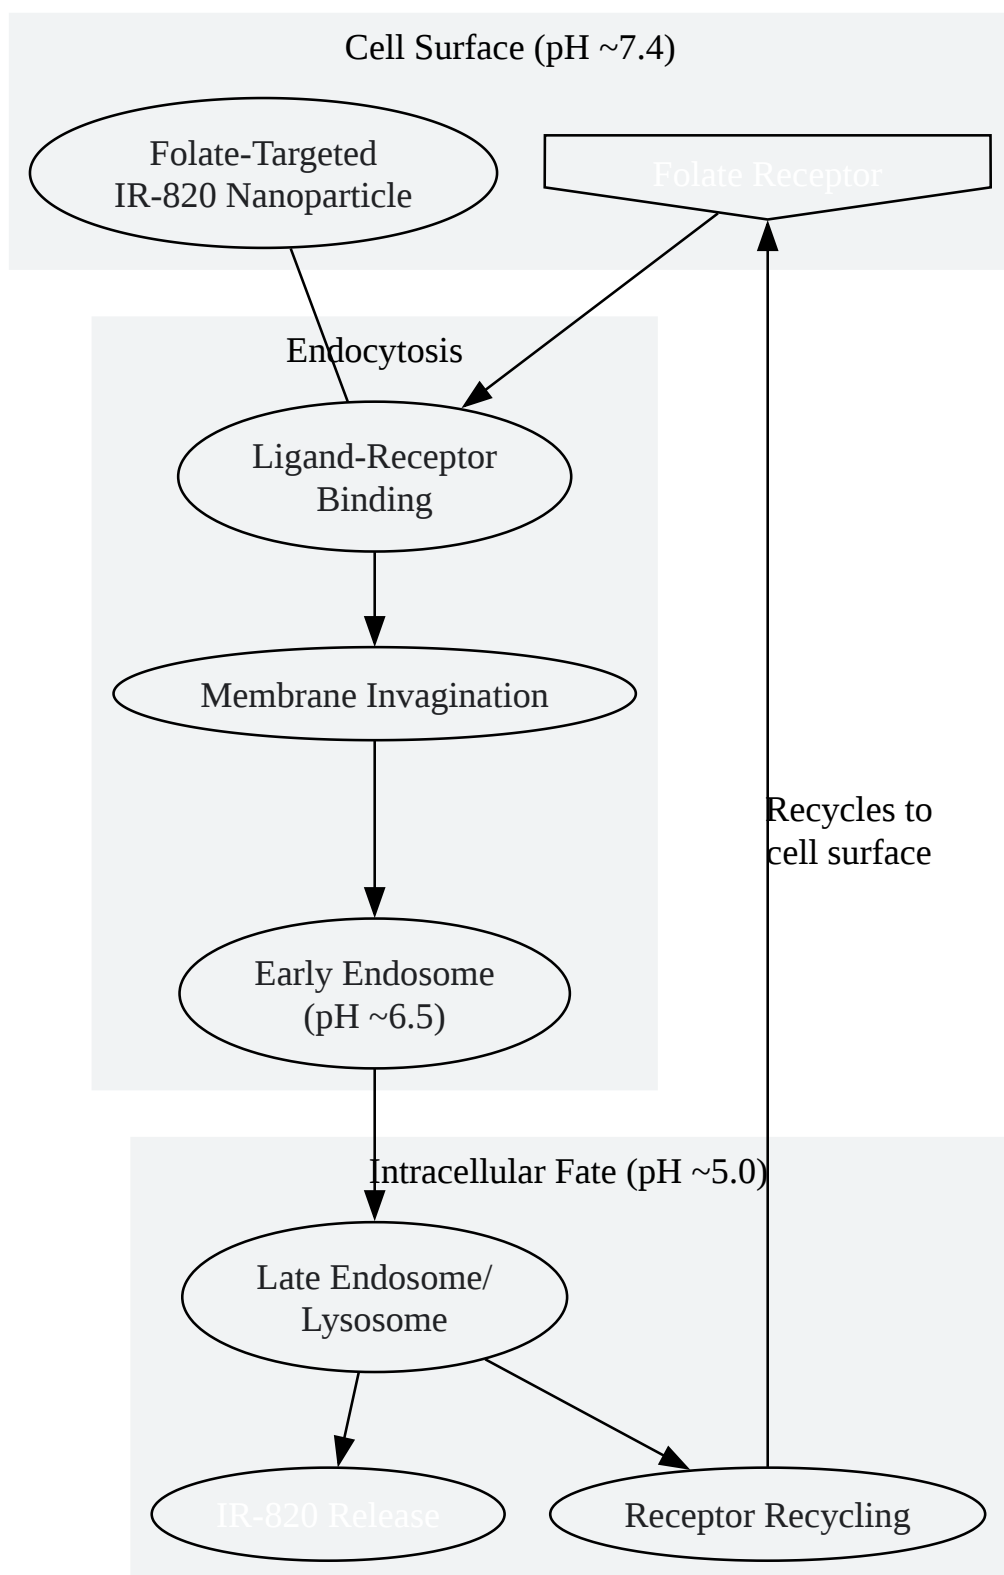 Cell Surface (pH ~7.4)
Folate-Targeted
IR-820 Nanoparticle
Folate Receptor
Endocytosis
Ligand-Receptor
Binding
Membrane Invagination
Recycles to
cell surface
Early Endosome
(pH ~6.5)
Intracellular Fate (pH ~5.0)
Late Endosome/
Lysosome
IR-820 Release
Receptor Recycling